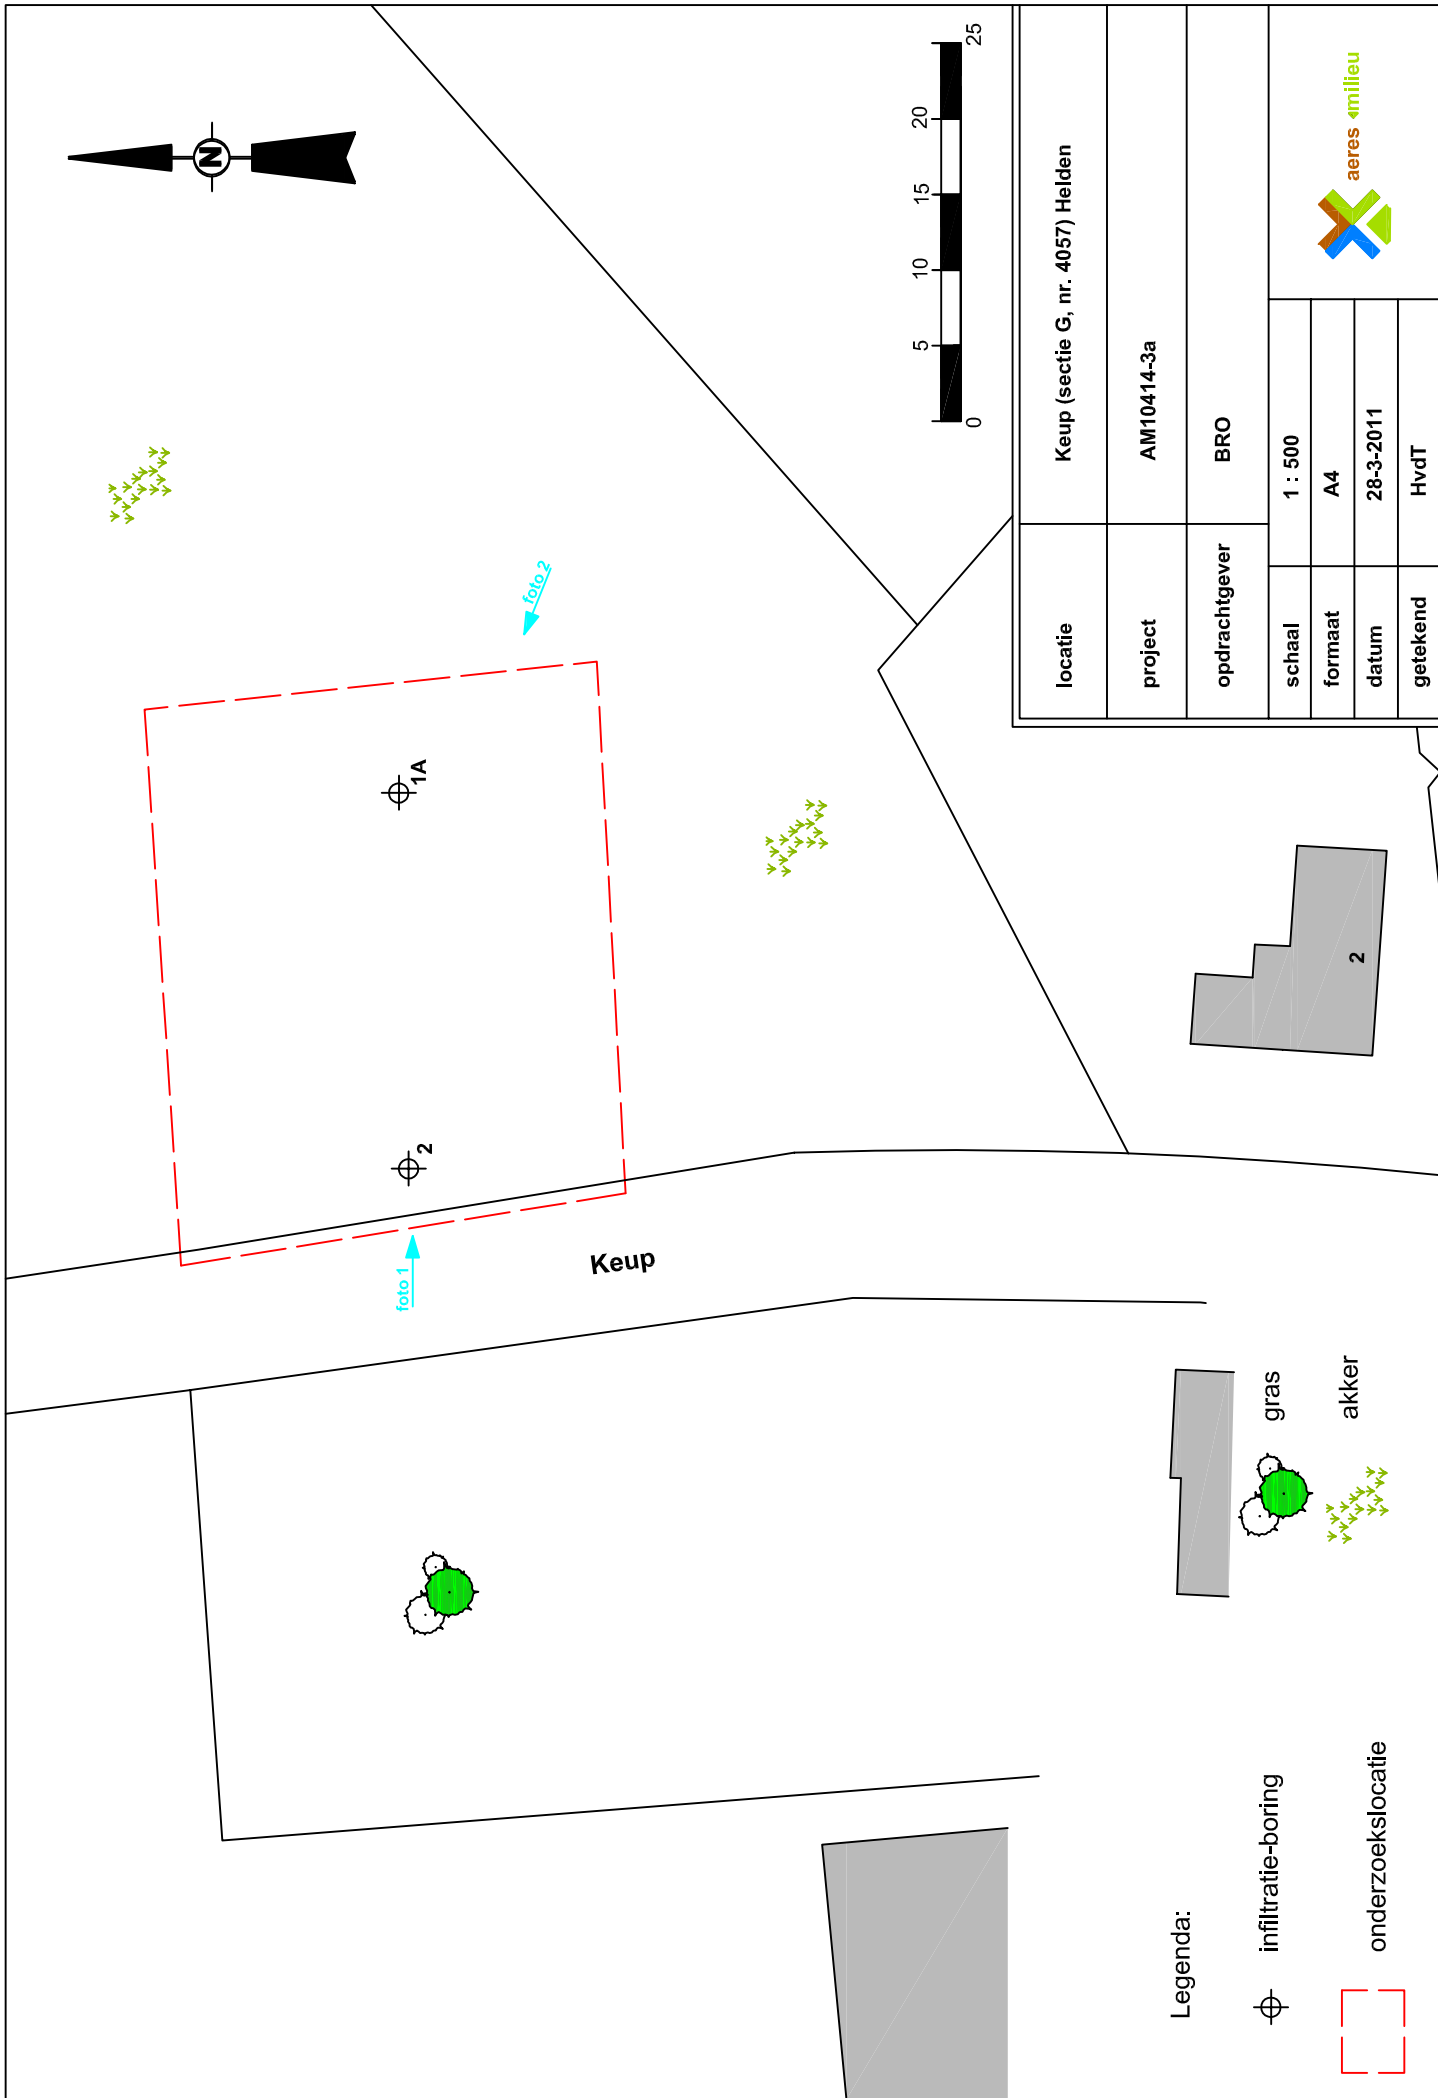 N
foto 2
1A
2
foto 1
Keup
2
0 5 10 15 20 25
Legenda:
infiltratie-boring
gras
onderzoekslocatie
akker
locatie Keup (sectie G, nr. 4057) Helden
project AM10414-3a
opdrachtgever BRO
schaal 1 : 500
formaat A4
datum 28-3-2011
getekend HvdT
aeres milieu